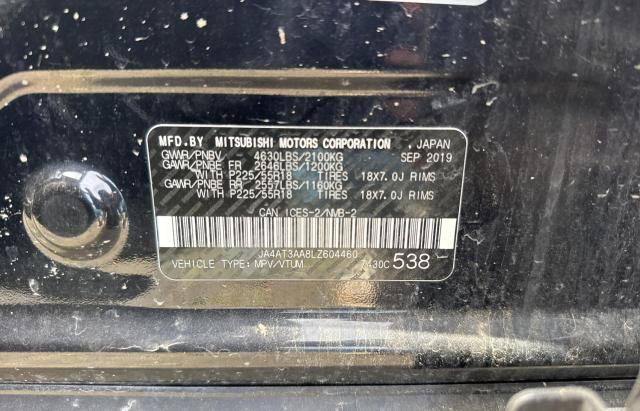 MFD.BY MITSUBISHI MOTORS CORPORATION , JAPAN
GVWR/PNBV 4630LBS/2100KG SEP 2019
GAWR/PNBE FR 2646LBS/1200KG
WITH P225/55R18 TIRES 18X7.0J RIMS
GAWR/PNBE RR 2557LBS/1160KG
WITH P225/55R18 TIRES 18X7.0J RIMS
CAN ICES-2/NMB-2
JA4AT3AA8LZ604460
VEHICLE TYPE: MPV/VTUM 7430C 538